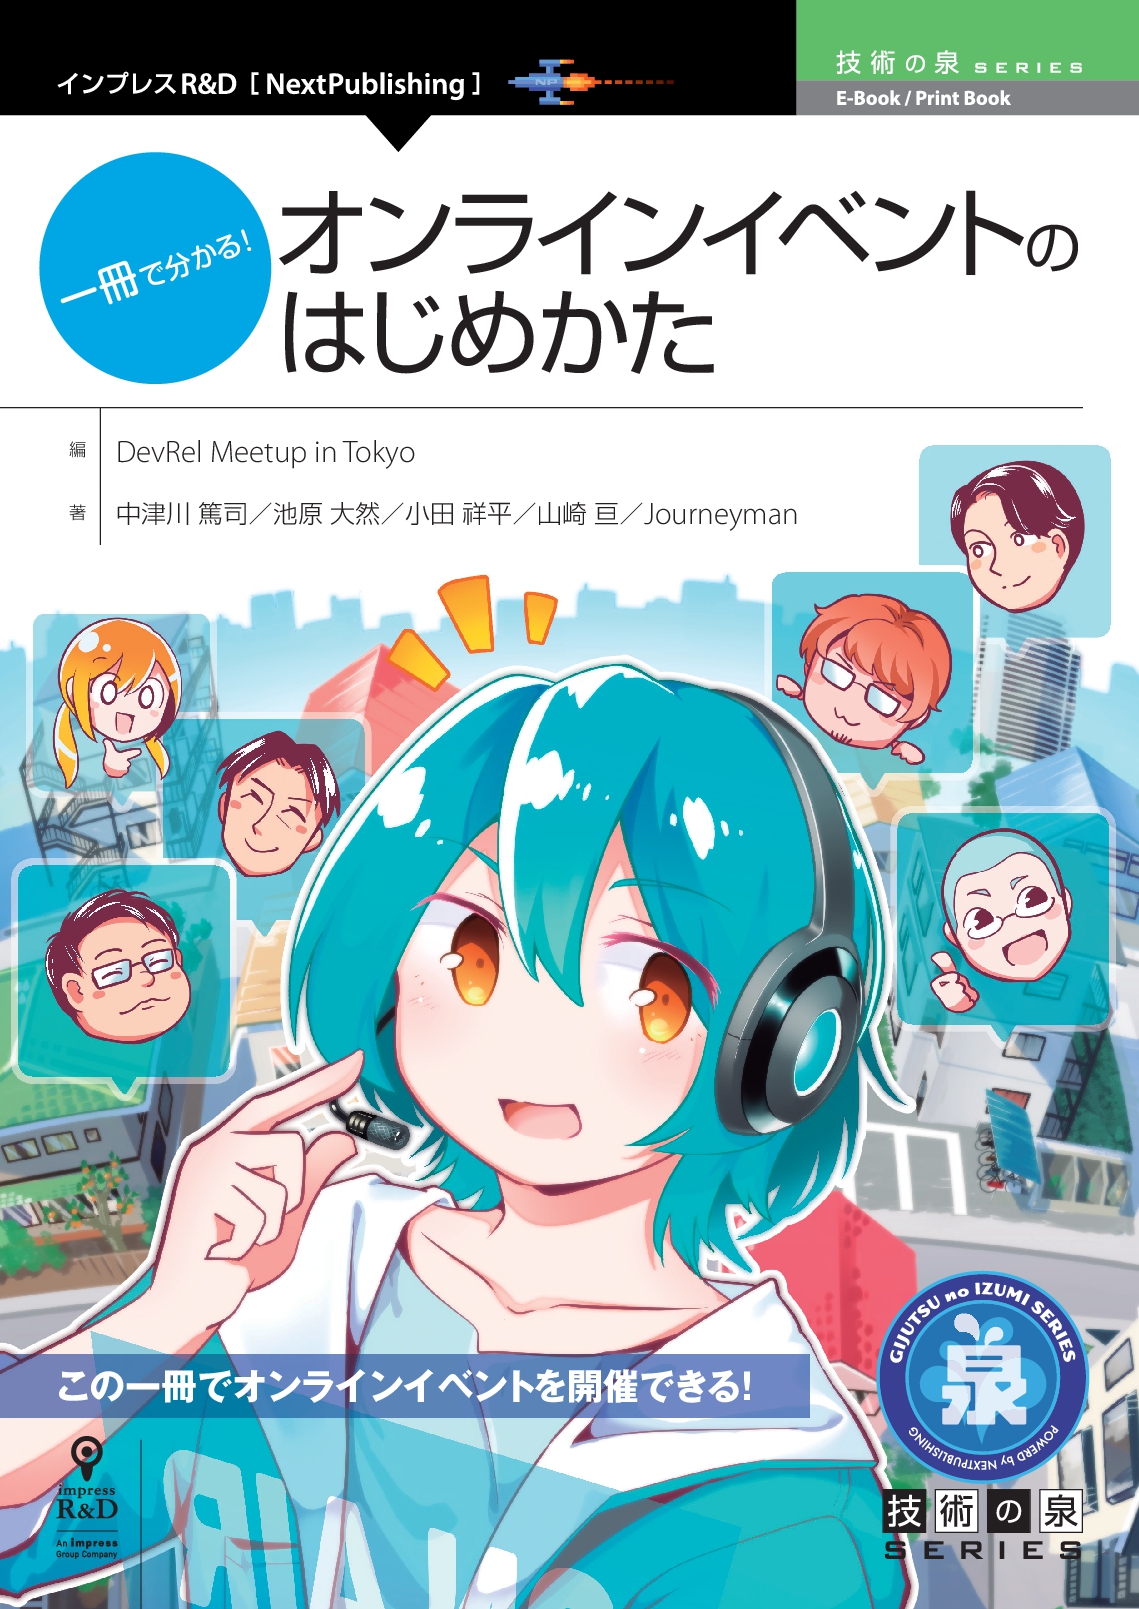 インプレスR&D［NextPublishing］
NP
技術の泉 SERIES
E-Book / Print Book
一冊で分かる！
オンラインイベントの
はじめかた
編 DevRel Meetup in Tokyo
著 中津川 篤司／池原 大然／小田 祥平／山崎 亘／Journeyman
この一冊でオンラインイベントを開催できる！
GIJUTSU no IZUMI SERIES
泉
POWERD by NEXTPUBLISHING
impress
R&D
An Impress
Group Company
技術の泉
SERIES